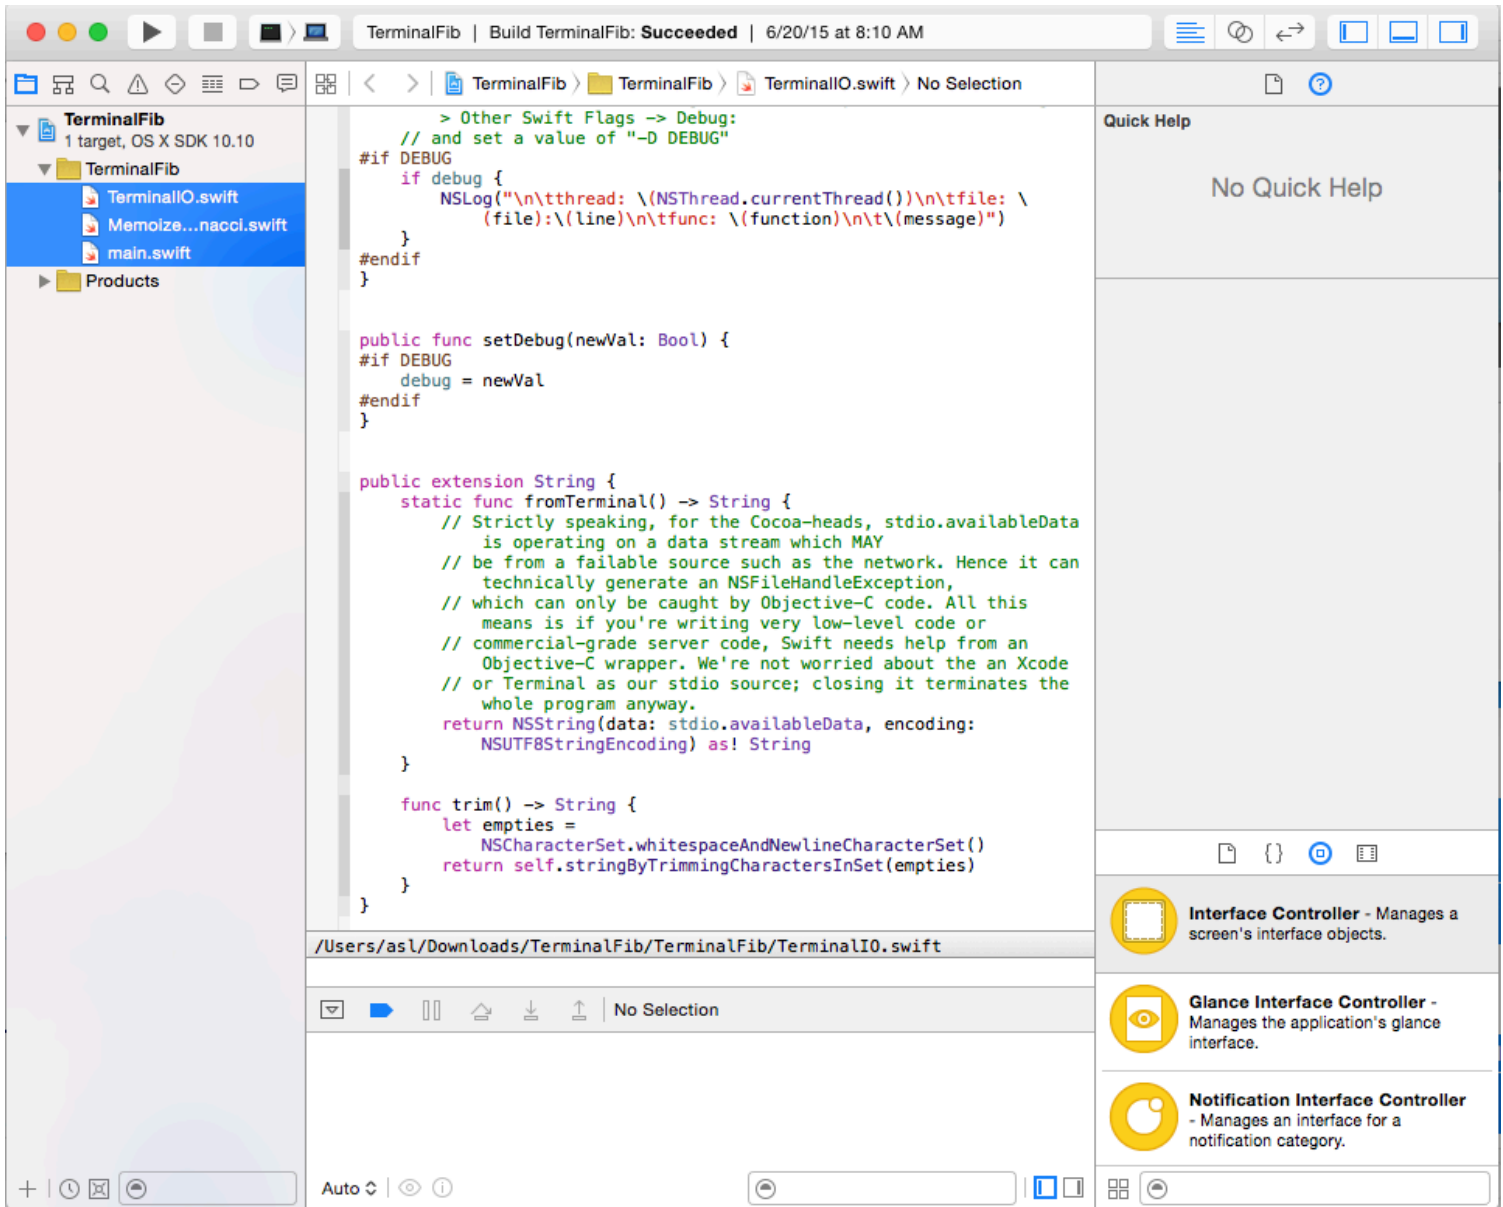 TerminalFib | Build TerminalFib: Succeeded | 6/20/15 at 8:10 AM
TerminalFib
1 target, OS X SDK 10.10
TerminalFib
TerminalIO.swift
Memoize...nacci.swift
main.swift
Products
TerminalFib 〉 TerminalFib 〉 TerminalIO.swift 〉 No Selection
> Other Swift Flags -> Debug:
// and set a value of "-D DEBUG"
#if DEBUG
if debug {
NSLog("\n\tthread: \(NSThread.currentThread())\n\tfile: \
(file):\(line)\n\tfunc: \(function)\n\t\(message)")
}
#endif
}
public func setDebug(newVal: Bool) {
#if DEBUG
debug = newVal
#endif
}
public extension String {
static func fromTerminal() -> String {
// Strictly speaking, for the Cocoa-heads, stdio.availableData
is operating on a data stream which MAY
// be from a failable source such as the network. Hence it can
technically generate an NSFileHandleException,
// which can only be caught by Objective-C code. All this
means is if you're writing very low-level code or
// commercial-grade server code, Swift needs help from an
Objective-C wrapper. We're not worried about the an Xcode
// or Terminal as our stdio source; closing it terminates the
whole program anyway.
return NSString(data: stdio.availableData, encoding:
NSUTF8StringEncoding) as! String
}
func trim() -> String {
let empties =
NSCharacterSet.whitespaceAndNewlineCharacterSet()
return self.stringByTrimmingCharactersInSet(empties)
}
}
/Users/asl/Downloads/TerminalFib/TerminalFib/TerminalIO.swift
No Selection
Auto
Quick Help
No Quick Help
{}
Interface Controller - Manages a
screen's interface objects.
Glance Interface Controller -
Manages the application's glance
interface.
Notification Interface Controller
- Manages an interface for a
notification category.